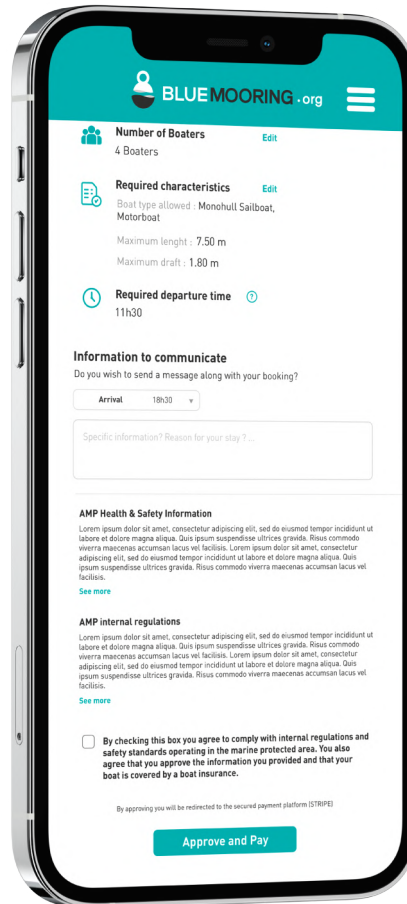 BLUEMOORING.org
Number of Boaters Edit
4 Boaters
Required characteristics Edit
Boat type allowed : Monohull Sailboat,
Motorboat
Maximum lenght : 7.50 m
Maximum draft : 1.80 m
Required departure time ?
11h30
Information to communicate
Do you wish to send a message along with your booking?
Arrival 18h30
Specific information? Reason for your stay ? ...
AMP Health & Safety Information
Lorem ipsum dolor sit amet, consectetur adipiscing elit, sed do eiusmod tempor incididunt ut
labore et dolore magna aliqua. Quis ipsum suspendisse ultrices gravida. Risus commodo
viverra maecenas accumsan lacus vel facilisis. Lorem ipsum dolor sit amet, consectetur
adipiscing elit, sed do eiusmod tempor incididunt ut labore et dolore magna aliqua. Quis
ipsum suspendisse ultrices gravida. Risus commodo viverra maecenas accumsan lacus vel
facilisis.
See more
AMP internal regulations
Lorem ipsum dolor sit amet, consectetur adipiscing elit, sed do eiusmod tempor incididunt ut
labore et dolore magna aliqua. Quis ipsum suspendisse ultrices gravida. Risus commodo
viverra maecenas accumsan lacus vel facilisis. Lorem ipsum dolor sit amet, consectetur
adipiscing elit, sed do eiusmod tempor incididunt ut labore et dolore magna aliqua. Quis
ipsum suspendisse ultrices gravida. Risus commodo viverra maecenas accumsan lacus vel
facilisis.
See more
By checking this box you agree to comply with internal regulations and
safety standards operating in the marine protected area. You also
agree that you approve the information you provided and that your
boat is covered by a boat insurance.
By approving you will be redirected to the secured payment platform (STRIPE)
Approve and Pay